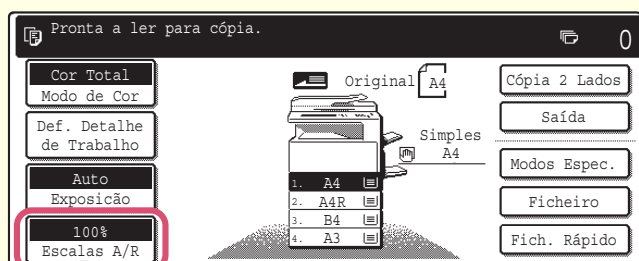 Pronta a ler para cópia.
0
Cor Total
Modo de Cor
Def. Detalhe
de Trabalho
Auto
Exposicão
100%
Escalas A/R
Original A4
Simples
A4
1. A4
2. A4R
3. B4
4. A3
Cópia 2 Lados
Saída
Modos Espec.
Ficheiro
Fich. Rápido